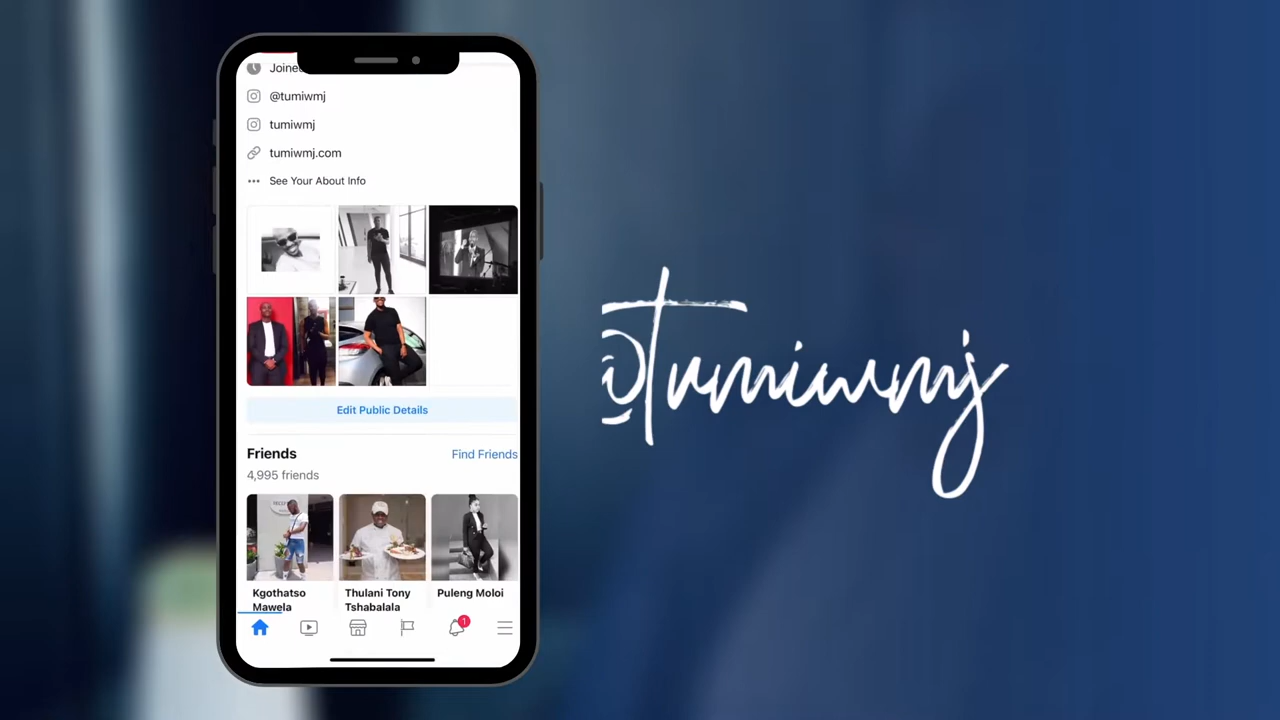 Joine
@tumiwmj
tumiwmj
tumiwmj.com
See Your About Info
Edit Public Details
Friends
Find Friends
4,995 friends
Kgothatso
Mawela
Thulani Tony
Tshabalala
Puleng Moloi
1
@Tumiwmj